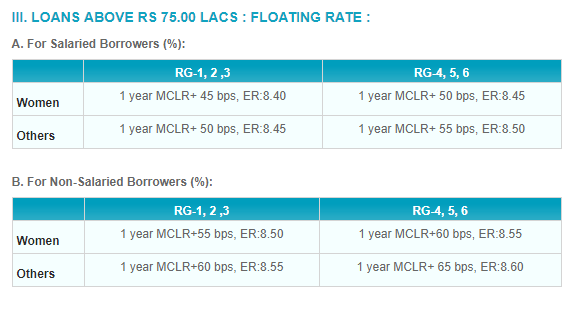 III. LOANS ABOVE RS 75.00 LACS : FLOATING RATE :
A. For Salaried Borrowers (%):
RG-1, 2 ,3 RG-4, 5, 6
Women 1 year MCLR+ 45 bps, ER:8.40 1 year MCLR+ 50 bps, ER:8.45
Others 1 year MCLR+ 50 bps, ER:8.45 1 year MCLR+ 55 bps, ER:8.50
B. For Non-Salaried Borrowers (%):
RG-1, 2 ,3 RG-4, 5, 6
Women 1 year MCLR+55 bps, ER:8.50 1 year MCLR+60 bps, ER:8.55
Others 1 year MCLR+60 bps, ER:8.55 1 year MCLR+ 65 bps, ER:8.60